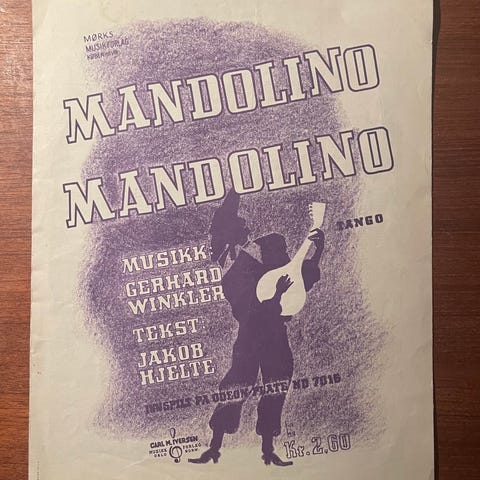 MØRKS
MUSIKFORLAG
KØBENHAVN
MANDOLINO
MANDOLINO
TANGO
MUSIKK:
GERHARD
WINKLER
TEKST:
JAKOB
HJELTE
INNSPILT PÅ ODEON PLATE ND 7016
CARL M. IVERSEN
MUSIKK FORLAG
OSLO NORW.
Kr. 2.60